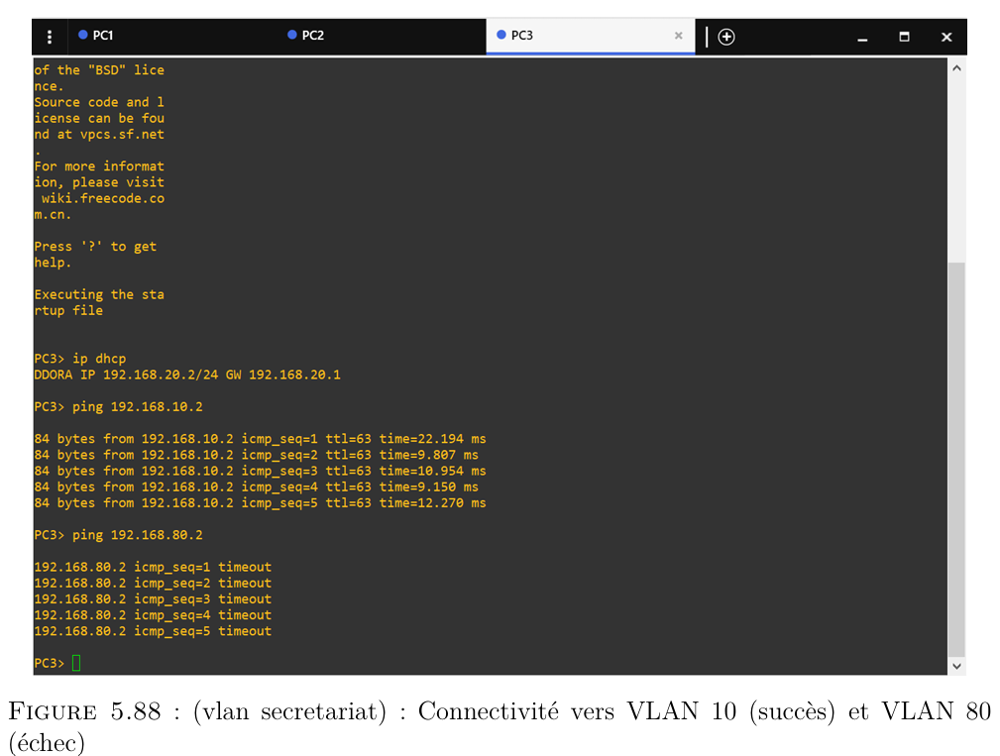 PC1 PC2 PC3
of the "BSD" lice
nce.
Source code and l
icense can be fou
nd at vpcs.sf.net
.
For more informat
ion, please visit
 wiki.freecode.co
m.cn.
Press '?' to get
help.
Executing the sta
rtup file
PC3> ip dhcp
DDORA IP 192.168.20.2/24 GW 192.168.20.1
PC3> ping 192.168.10.2
84 bytes from 192.168.10.2 icmp_seq=1 ttl=63 time=22.194 ms
84 bytes from 192.168.10.2 icmp_seq=2 ttl=63 time=9.807 ms
84 bytes from 192.168.10.2 icmp_seq=3 ttl=63 time=10.954 ms
84 bytes from 192.168.10.2 icmp_seq=4 ttl=63 time=9.150 ms
84 bytes from 192.168.10.2 icmp_seq=5 ttl=63 time=12.270 ms
PC3> ping 192.168.80.2
192.168.80.2 icmp_seq=1 timeout
192.168.80.2 icmp_seq=2 timeout
192.168.80.2 icmp_seq=3 timeout
192.168.80.2 icmp_seq=4 timeout
192.168.80.2 icmp_seq=5 timeout
PC3>
FIGURE 5.88 : (vlan secretariat) : Connectivité vers VLAN 10 (succès) et VLAN 80
(échec)